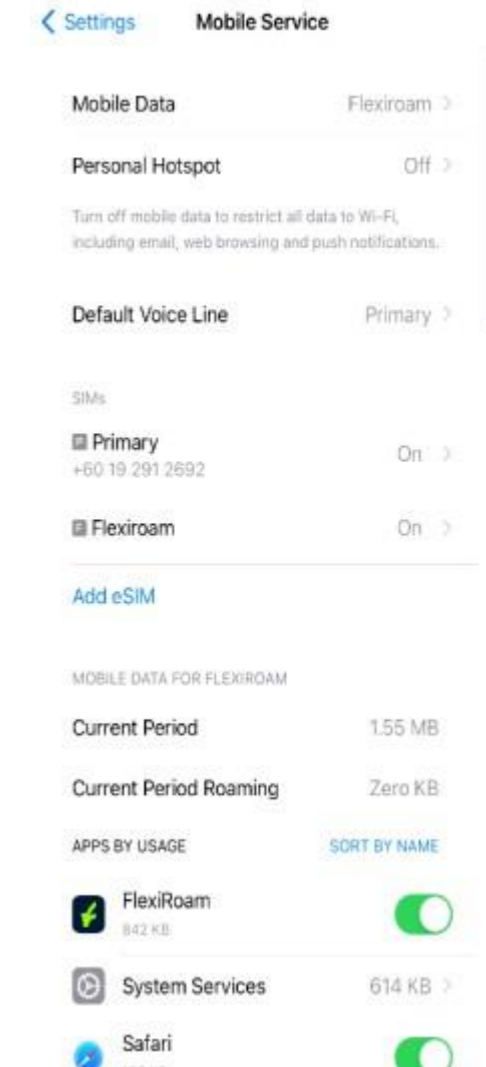 Settings Mobile Service
Mobile Data Flexiroam
Personal Hotspot Off
Turn off mobile data to restrict all data to Wi-Fi,
including email, web browsing and push notifications.
Default Voice Line Primary
SIMs
P Primary On
+60 19 291 2692
F Flexiroam On
Add eSIM
MOBILE DATA FOR FLEXIROAM
Current Period 1.55 MB
Current Period Roaming Zero KB
APPS BY USAGE SORT BY NAME
FlexiRoam
842 KB
System Services 614 KB
Safari